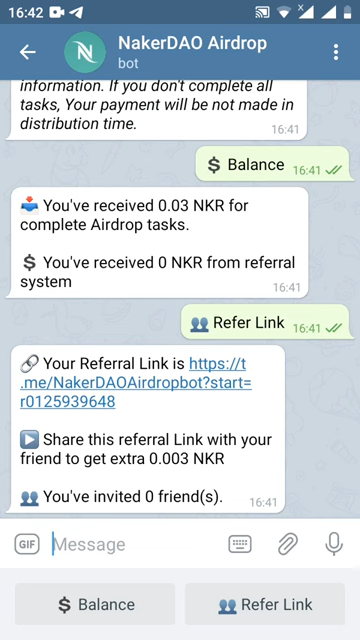 16:42
NakerDAO Airdrop
bot
information. If you don't complete all
tasks, Your payment will be not made in
distribution time.
16:41
$ Balance 16:41
📥 You've received 0.03 NKR for
complete Airdrop tasks.
💲 You've received 0 NKR from referral
system
16:41
👥 Refer Link 16:41
🔗 Your Referral Link is https://t
.me/NakerDAOAirdropbot?start=
r0125939648
▶️ Share this referral Link with your
friend to get extra 0.003 NKR
👥 You've invited 0 friend(s).
16:41
GIF Message
💲 Balance
👥 Refer Link